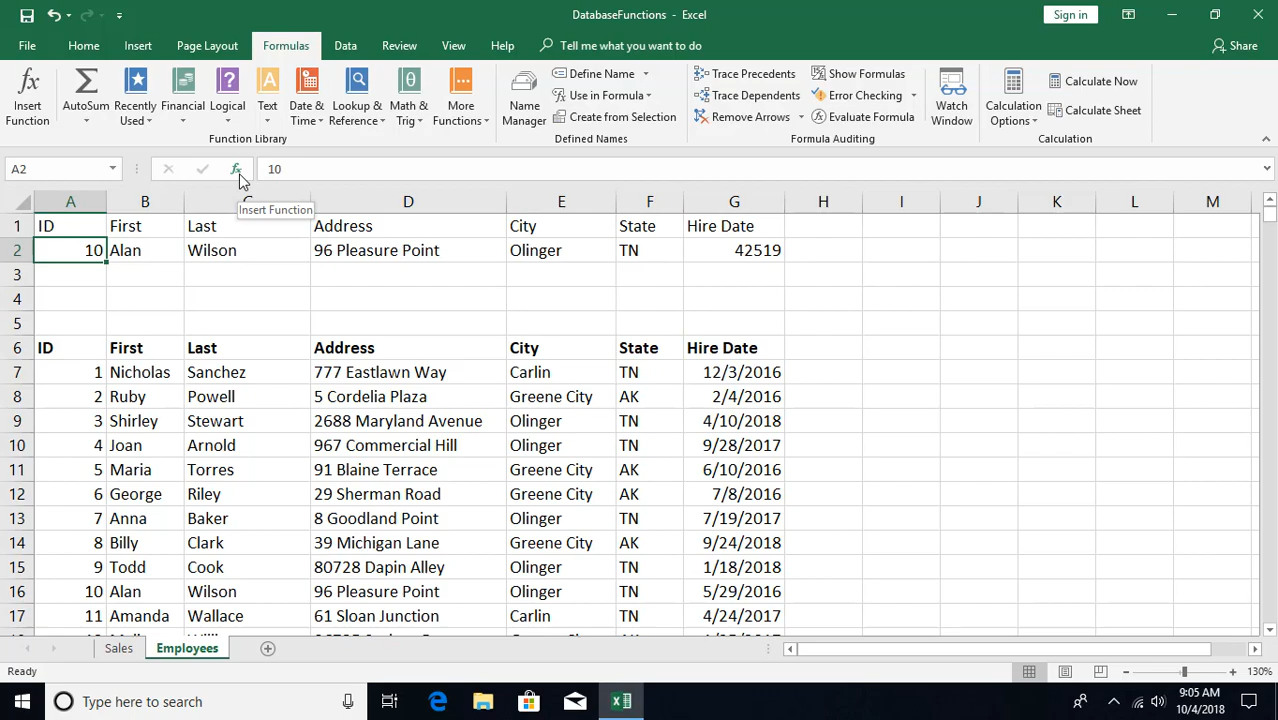 DatabaseFunctions - Excel
Sign in
File Home Insert Page Layout Formulas Data Review View Help Tell me what you want to do Share
Insert Function
AutoSum
Recently Used
Financial
Logical
Text
Date & Time
Lookup & Reference
Math & Trig
More Functions
Function Library
Name Manager
Define Name
Use in Formula
Create from Selection
Defined Names
Trace Precedents
Trace Dependents
Remove Arrows
Show Formulas
Error Checking
Evaluate Formula
Formula Auditing
Watch Window
Calculation Options
Calculate Now
Calculate Sheet
Calculation
A2 fx 10
Insert Function
A B C D E F G H I J K L M
1 ID First Last Address City State Hire Date
2 10 Alan Wilson 96 Pleasure Point Olinger TN 42519
3
4
5
6 ID First Last Address City State Hire Date
7 1 Nicholas Sanchez 777 Eastlawn Way Carlin TN 12/3/2016
8 2 Ruby Powell 5 Cordelia Plaza Greene City AK 2/4/2016
9 3 Shirley Stewart 2688 Maryland Avenue Olinger TN 4/10/2018
10 4 Joan Arnold 967 Commercial Hill Olinger TN 9/28/2017
11 5 Maria Torres 91 Blaine Terrace Greene City AK 6/10/2016
12 6 George Riley 29 Sherman Road Greene City AK 7/8/2016
13 7 Anna Baker 8 Goodland Point Olinger TN 7/19/2017
14 8 Billy Clark 39 Michigan Lane Greene City AK 9/24/2018
15 9 Todd Cook 80728 Dapin Alley Olinger TN 1/18/2018
16 10 Alan Wilson 96 Pleasure Point Olinger TN 5/29/2016
17 11 Amanda Wallace 61 Sloan Junction Carlin TN 4/24/2017
Sales Employees
Ready
130%
Type here to search
9:05 AM
10/4/2018